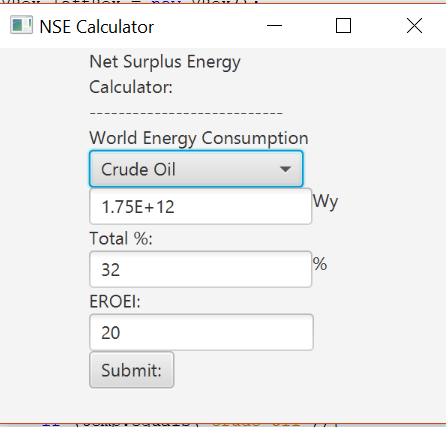 NSE Calculator
Net Surplus Energy
Calculator:
---------------------------
World Energy Consumption
Crude Oil
1.75E+12 Wy
Total %:
32 %
EROEI:
20
Submit: